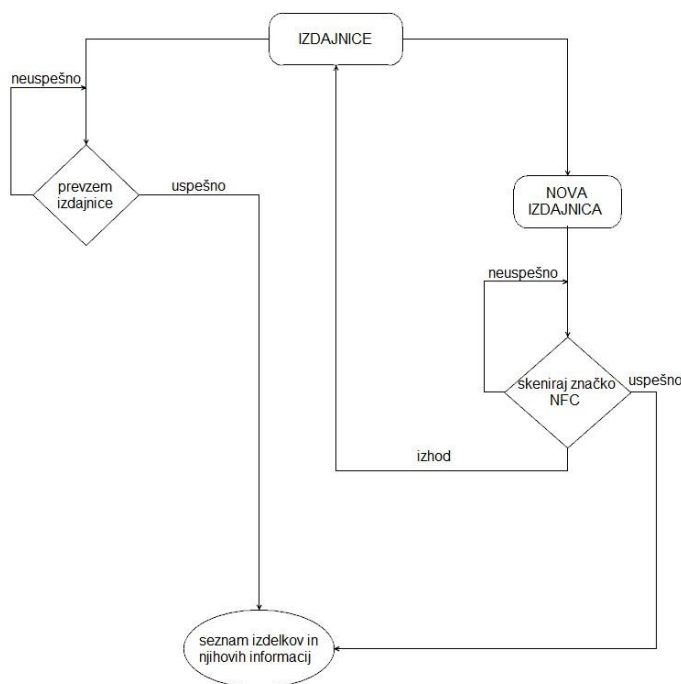 IZDAJNICE
neuspešno
prevzem
izdajnice
uspešno
NOVA
IZDAJNICA
neuspešno
skeniraj značko
NFC
uspešno
izhod
seznam izdelkov in
njihovih informacij